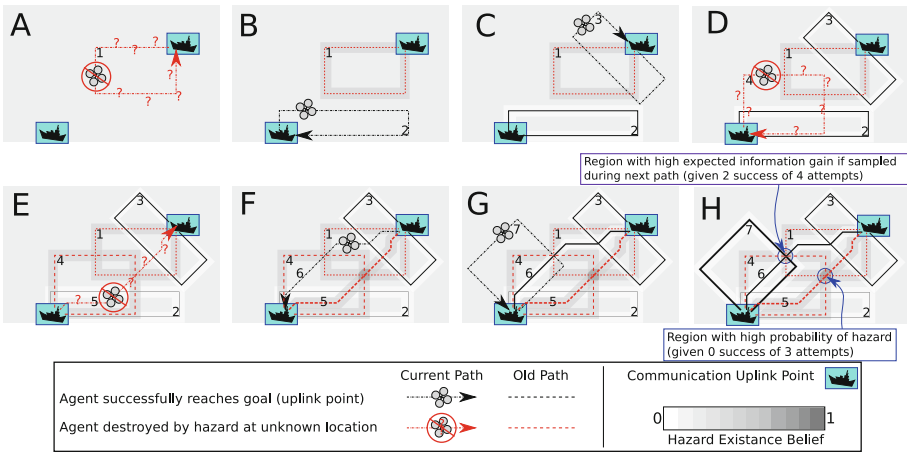 A
1
? ? ?
?
? ? ?
B
2
C
3
1
D
4
1
? ?
? ?
?
Region with high expected information gain if sampled
during next path (given 2 success of 4 attempts)
E
3
1
4
?
?
?
? 5
2
F
3
1
4
6
5
2
G
7
3
1
4
6
5
2
H
3
7
1
4
6
5
2
Region with high probability of hazard
(given 0 success of 3 attempts)
Current Path Old Path
Communication Uplink Point
Agent successfully reaches goal (uplink point)
Agent destroyed by hazard at unknown location
0 1
Hazard Existance Belief